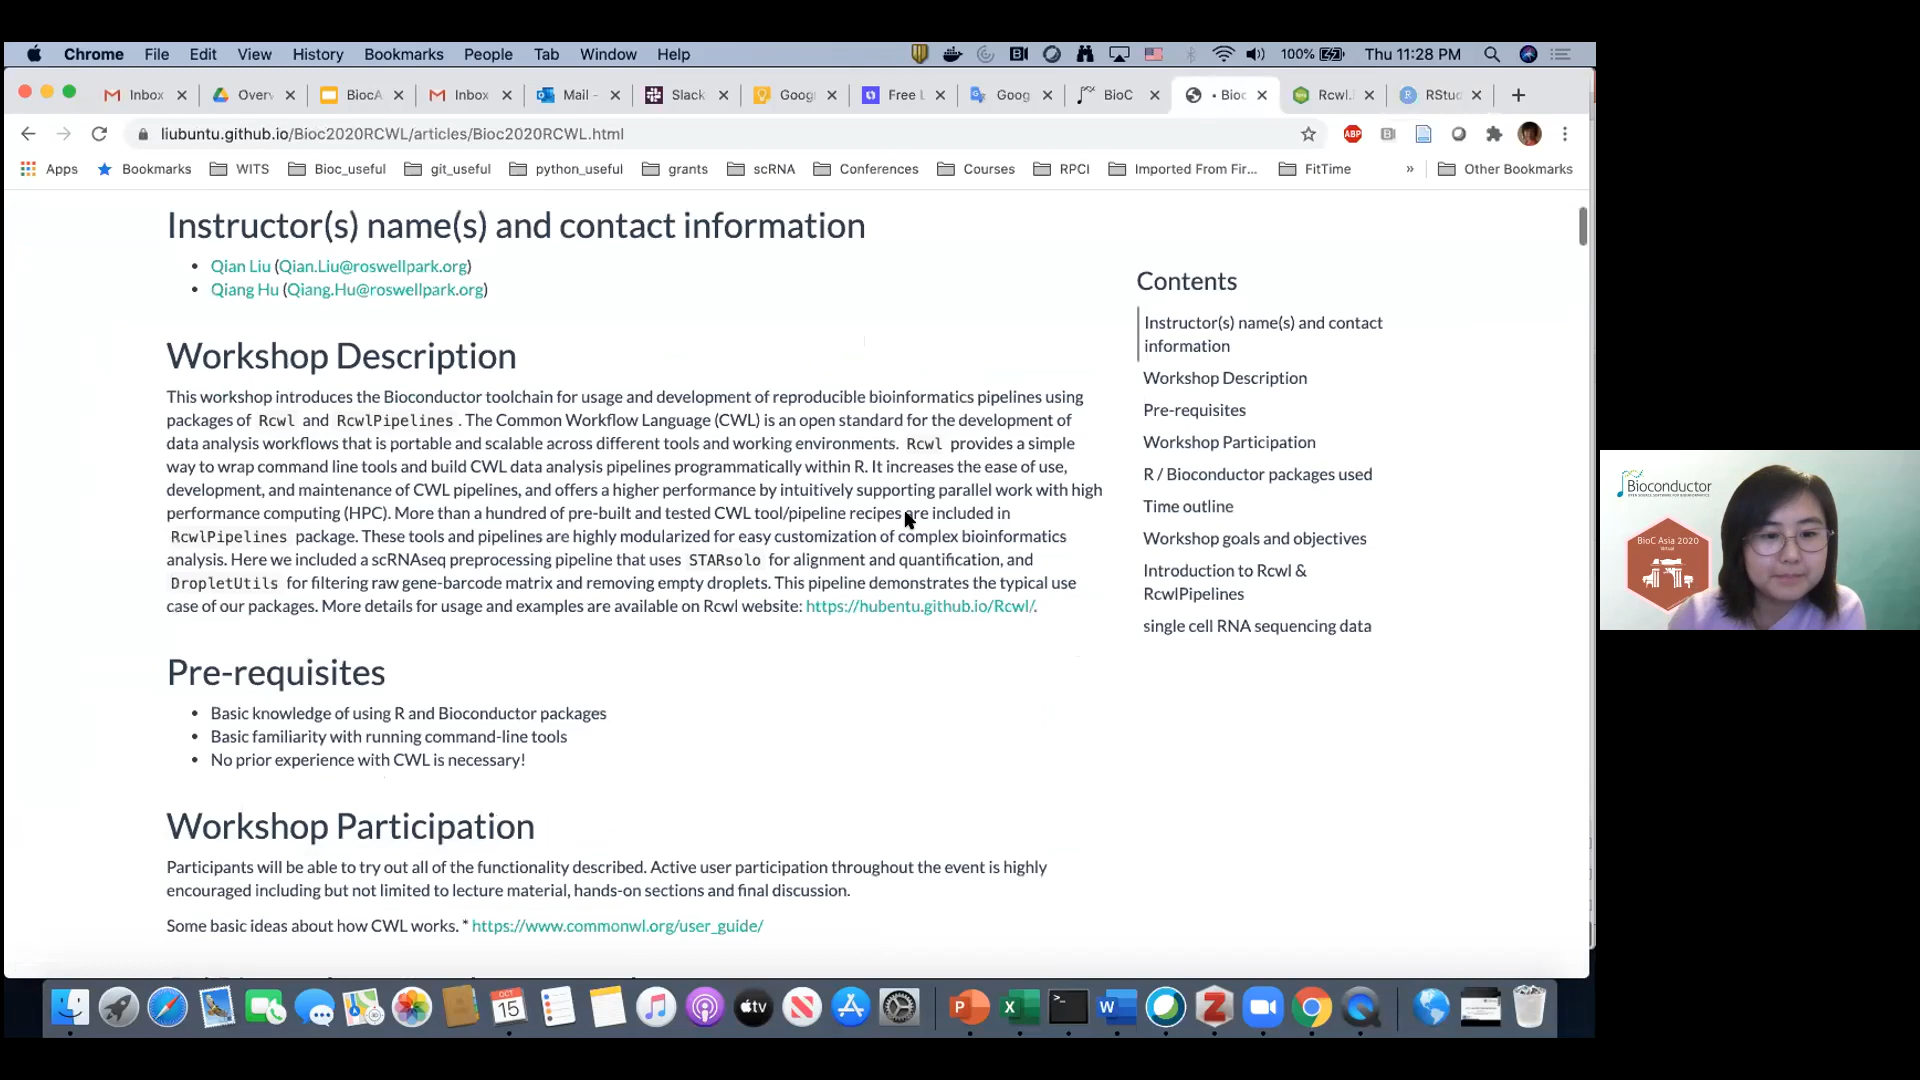 Chrome File Edit View History Bookmarks People Tab Window Help 100% Thu 11:28 PM
Inbox Overv BiocA Inbox Mail - Slack Goog Free L Goog BioC • Bioc Rcwl. RStud
liubuntu.github.io/Bioc2020RCWL/articles/Bioc2020RCWL.html ABP
Apps Bookmarks WITS Bioc_useful git_useful python_useful grants scRNA Conferences Courses RPCI Imported From Fir... FitTime » Other Bookmarks
Instructor(s) name(s) and contact information
• Qian Liu (Qian.Liu@roswellpark.org)
• Qiang Hu (Qiang.Hu@roswellpark.org)
Workshop Description
This workshop introduces the Bioconductor toolchain for usage and development of reproducible bioinformatics pipelines using
packages of Rcwl and RcwlPipelines . The Common Workflow Language (CWL) is an open standard for the development of
data analysis workflows that is portable and scalable across different tools and working environments. Rcwl provides a simple
way to wrap command line tools and build CWL data analysis pipelines programmatically within R. It increases the ease of use,
development, and maintenance of CWL pipelines, and offers a higher performance by intuitively supporting parallel work with high
performance computing (HPC). More than a hundred of pre-built and tested CWL tool/pipeline recipes are included in
RcwlPipelines package. These tools and pipelines are highly modularized for easy customization of complex bioinformatics
analysis. Here we included a scRNAseq preprocessing pipeline that uses STARsolo for alignment and quantification, and
DropletUtils for filtering raw gene-barcode matrix and removing empty droplets. This pipeline demonstrates the typical use
case of our packages. More details for usage and examples are available on Rcwl website: https://hubentu.github.io/Rcwl/.
Pre-requisites
• Basic knowledge of using R and Bioconductor packages
• Basic familiarity with running command-line tools
• No prior experience with CWL is necessary!
Workshop Participation
Participants will be able to try out all of the functionality described. Active user participation throughout the event is highly
encouraged including but not limited to lecture material, hands-on sections and final discussion.
Some basic ideas about how CWL works. * https://www.commonwl.org/user_guide/
Contents
Instructor(s) name(s) and contact
information
Workshop Description
Pre-requisites
Workshop Participation
R / Bioconductor packages used
Time outline
Workshop goals and objectives
Introduction to Rcwl &
RcwlPipelines
single cell RNA sequencing data
Bioconductor
OPEN SOURCE SOFTWARE FOR BIOINFORMATICS
BioC Asia 2020
Virtual
OCT
15
tv